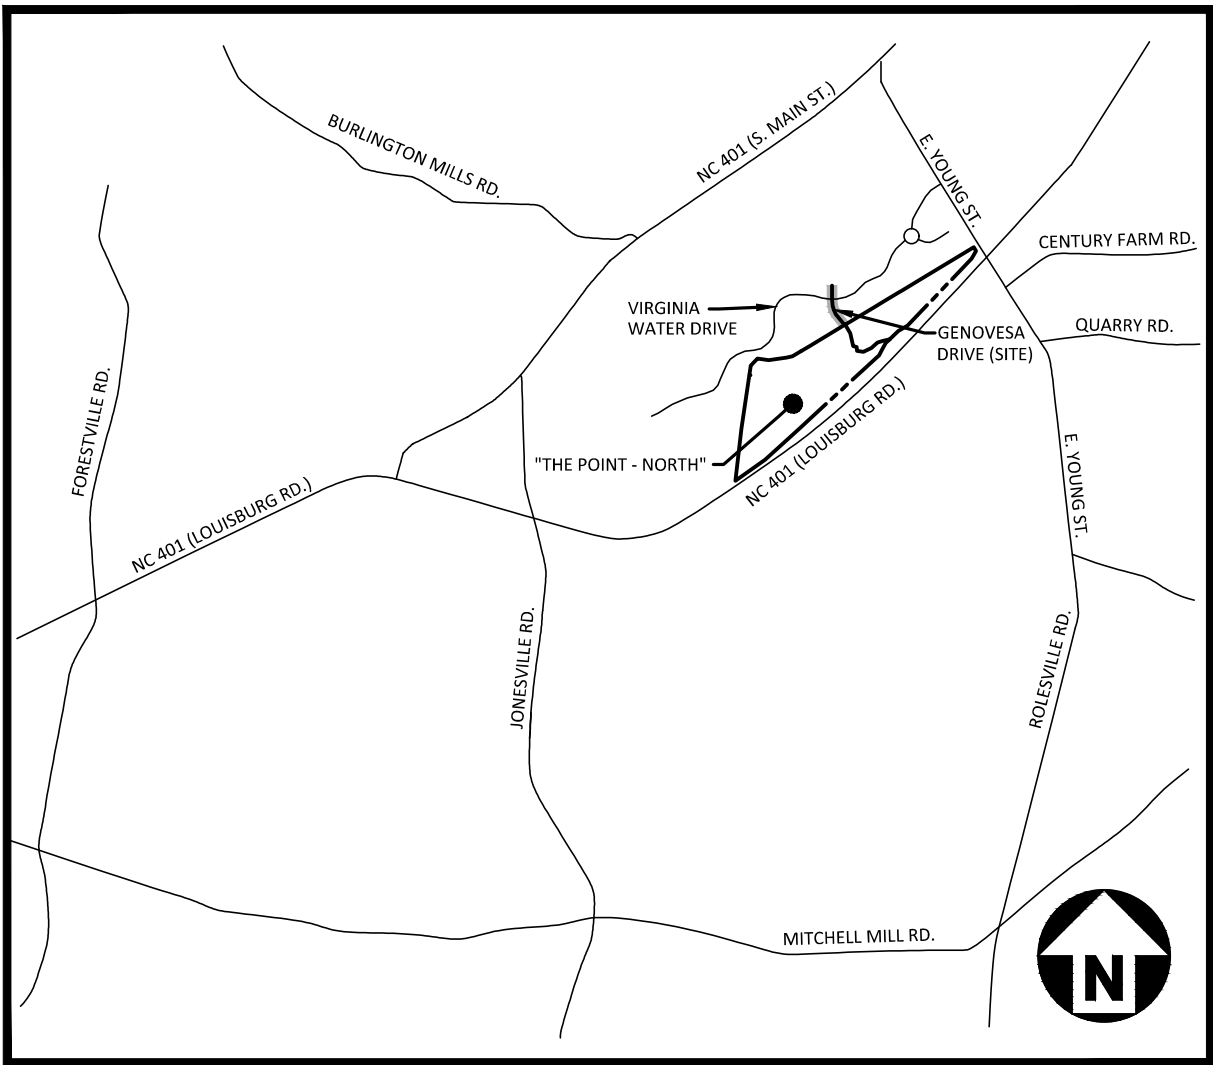 BURLINGTON MILLS RD.
NC 401 (S. MAIN ST.)
E. YOUNG ST.
CENTURY FARM RD.
VIRGINIA
WATER DRIVE
QUARRY RD.
GENOVESA
DRIVE (SITE)
FORESTVILLE RD.
"THE POINT - NORTH"
NC 401 (LOUISBURG RD.)
NC 401 (LOUISBURG RD.)
E. YOUNG ST.
JONESVILLE RD.
ROLESVILLE RD.
MITCHELL MILL RD.
N